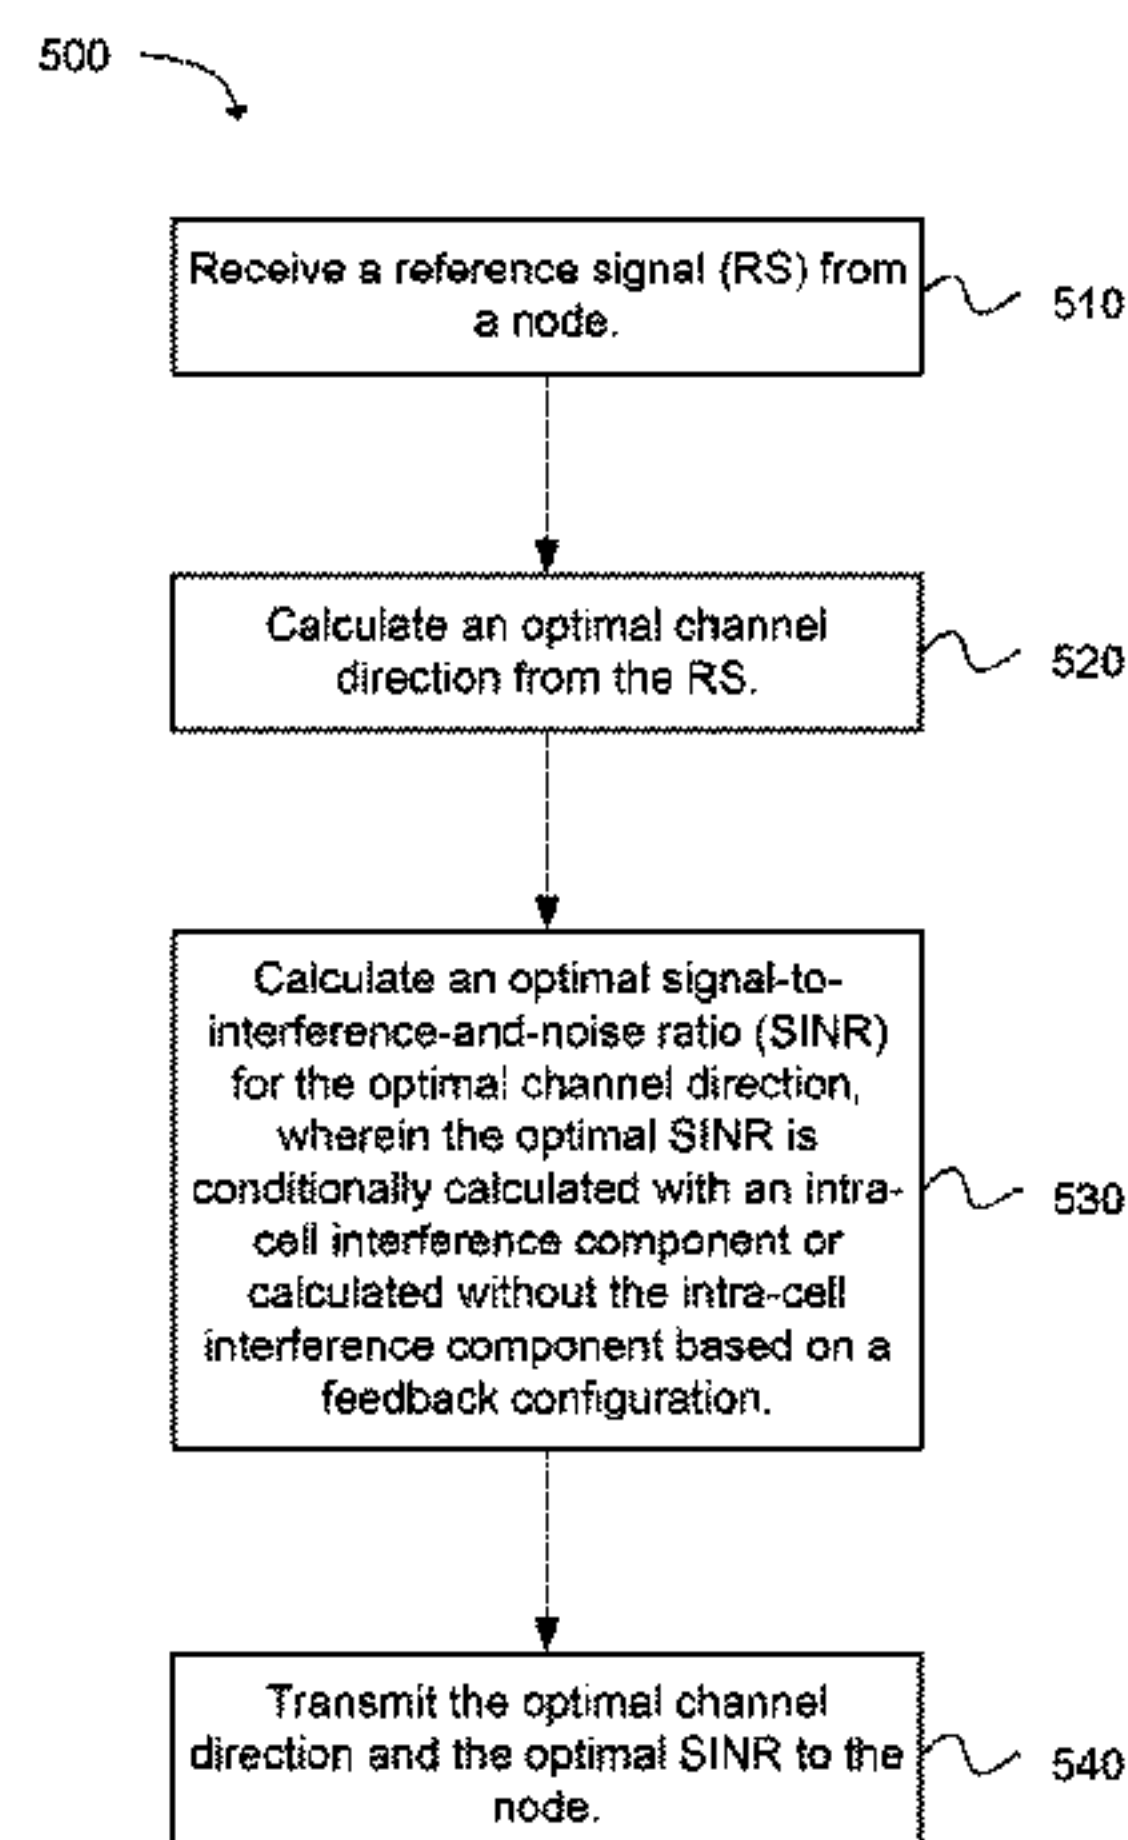 500
Receive a reference signal (RS) from
a node.
510
Calculate an optimal channel
direction from the RS.
520
Calculate an optimal signal-to-
interference-and-noise ratio (SINR)
for the optimal channel direction,
wherein the optimal SINR is
conditionally calculated with an intra-
cell interference component or
calculated without the intra-cell
interference component based on a
feedback configuration.
530
Transmit the optimal channel
direction and the optimal SINR to the
node.
540